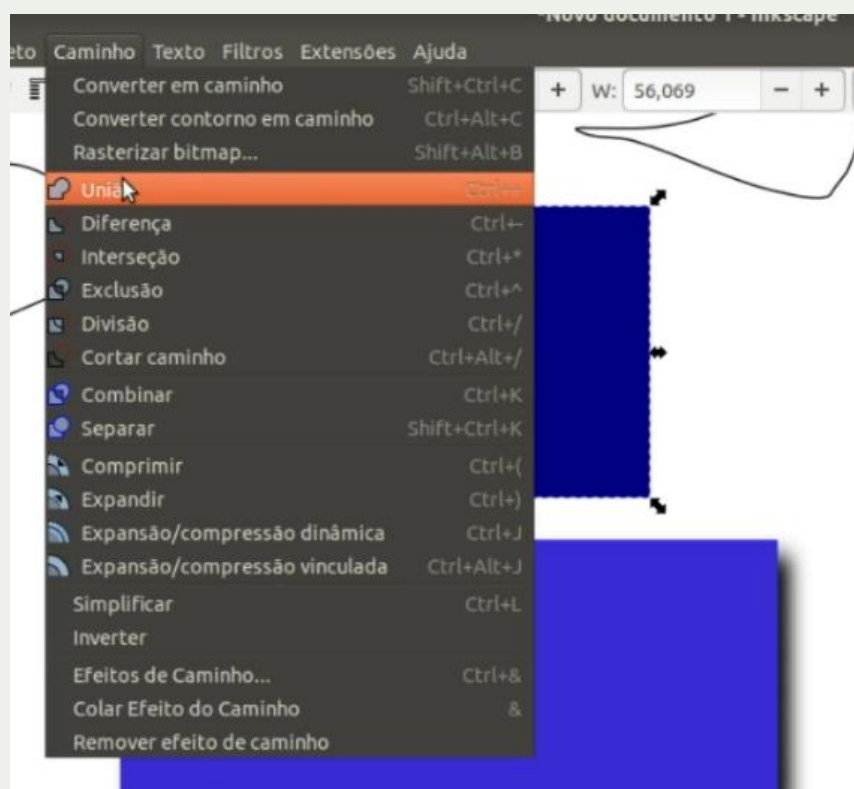 *Novo documento 1 - Inkscape
eto Caminho Texto Filtros Extensões Ajuda
W: 56,069 − +
Converter em caminho Shift+Ctrl+C
Converter contorno em caminho Ctrl+Alt+C
Rasterizar bitmap... Shift+Alt+B
União Ctrl++
Diferença Ctrl+-
Interseção Ctrl+*
Exclusão Ctrl+^
Divisão Ctrl+/
Cortar caminho Ctrl+Alt+/
Combinar Ctrl+K
Separar Shift+Ctrl+K
Comprimir Ctrl+(
Expandir Ctrl+)
Expansão/compressão dinâmica Ctrl+J
Expansão/compressão vinculada Ctrl+Alt+J
Simplificar Ctrl+L
Inverter
Efeitos de Caminho... Ctrl+&
Colar Efeito do Caminho &
Remover efeito de caminho